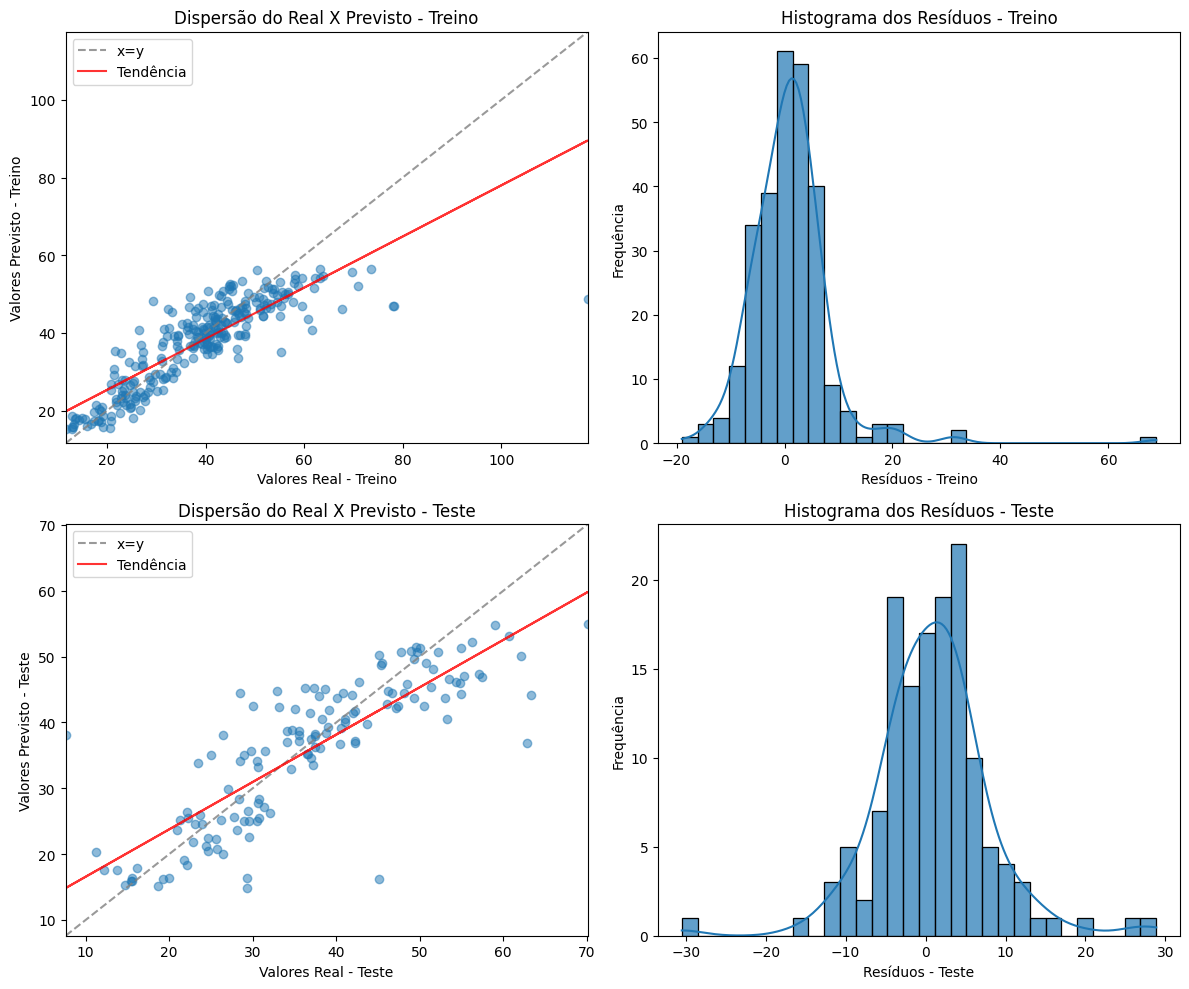 Dispersão do Real X Previsto - Treino
x=y
Tendência
Valores Previsto - Treino
100
80
60
40
20
20 40 60 80 100
Valores Real - Treino
Histograma dos Resíduos - Treino
Frequência
60
50
40
30
20
10
0
−20 0 20 40 60
Resíduos - Treino
Dispersão do Real X Previsto - Teste
x=y
Tendência
Valores Previsto - Teste
70
60
50
40
30
20
10
10 20 30 40 50 60 70
Valores Real - Teste
Histograma dos Resíduos - Teste
Frequência
20
15
10
5
0
−30 −20 −10 0 10 20 30
Resíduos - Teste